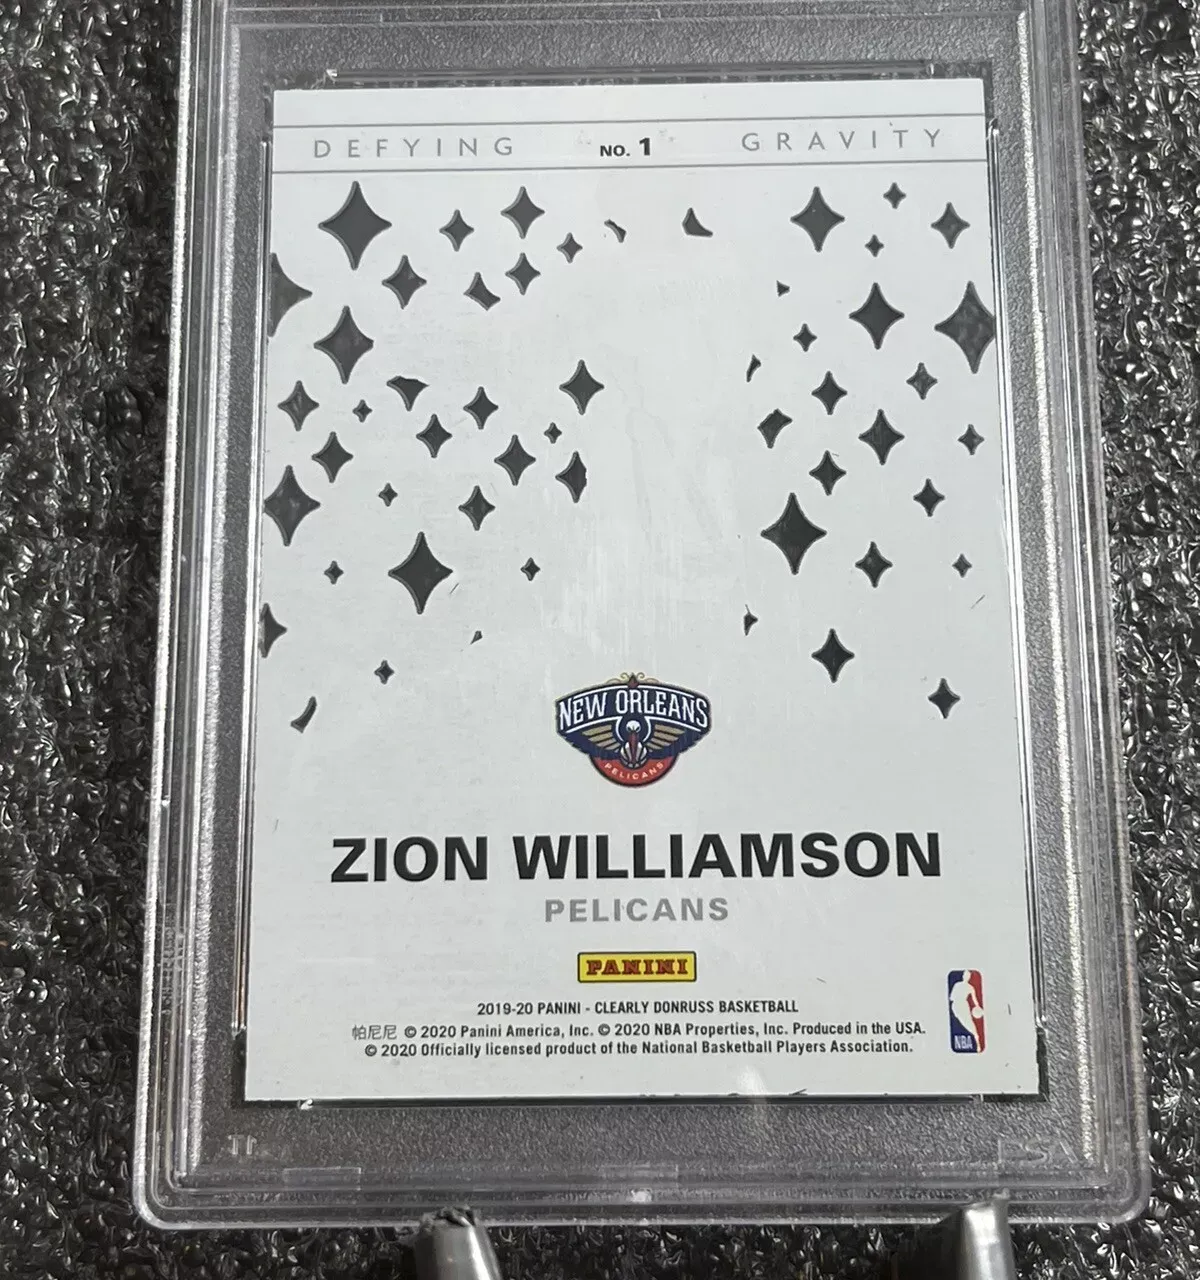 DEFYING NO. 1 GRAVITY
NEW ORLEANS
PELICANS
ZION WILLIAMSON
PELICANS
PANINI
2019-20 PANINI - CLEARLY DONRUSS BASKETBALL
帕尼尼 © 2020 Panini America, Inc. © 2020 NBA Properties, Inc. Produced in the USA.
© 2020 Officially licensed product of the National Basketball Players Association.
NBA
PSA